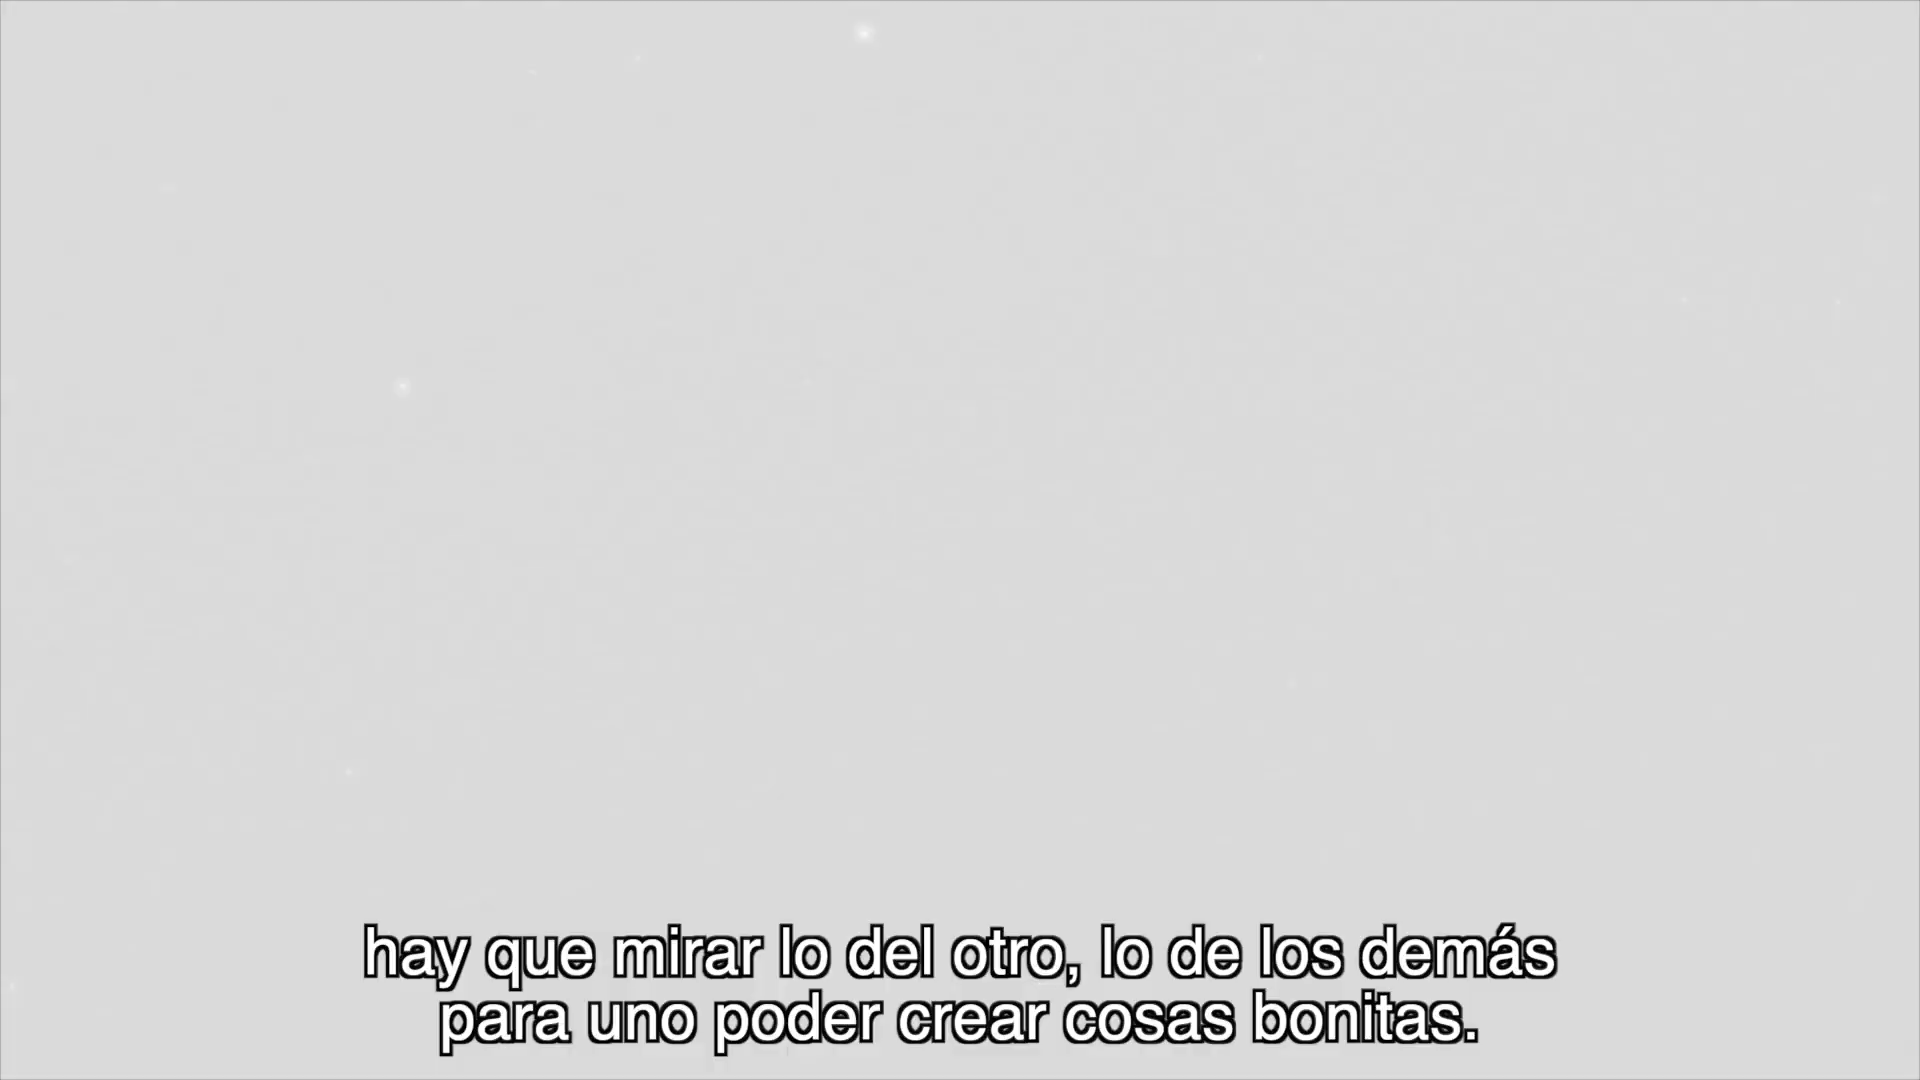 hay que mirar lo del otro, lo de los demás
para uno poder crear cosas bonitas.